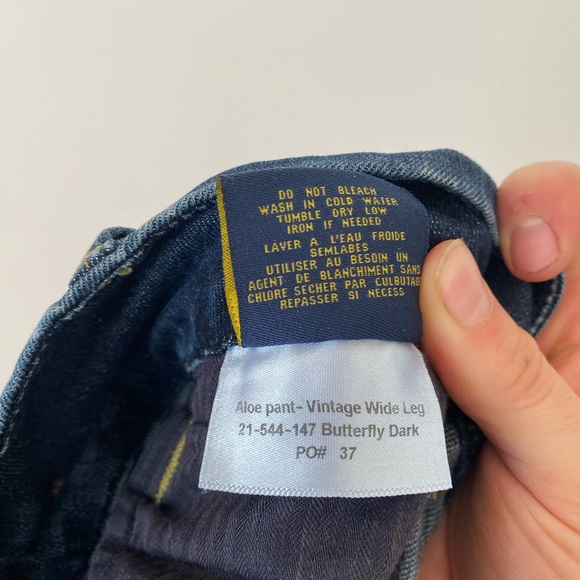 DO NOT BLEACH
WASH IN COLD WATER
TUMBLE DRY LOW
IRON IF NEEDED
LAYER A L'EAU FROIDE
SEMLABES
UTILISER AU BESOIN UN
AGENT DE BLANCHIMENT SANS
CHLORE SECHER PAR CULBUTAG
REPASSER SI NECESS
Aloe pant- Vintage Wide Leg
21-544-147 Butterfly Dark
PO# 37